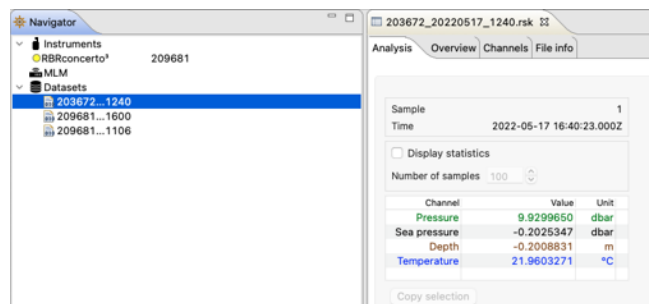 Navigator
Instruments
RBRconcerto³ 209681
MLM
Datasets
203672...1240
209681...1600
209681...1106
203672_20220517_1240.rsk
Analysis Overview Channels File info
Sample 1
Time 2022-05-17 16:40:23.000Z
Display statistics
Number of samples 100
Channel Value Unit
Pressure 9.9299650 dbar
Sea pressure -0.2025347 dbar
Depth -0.2008831 m
Temperature 21.9603271 °C
Copy selection